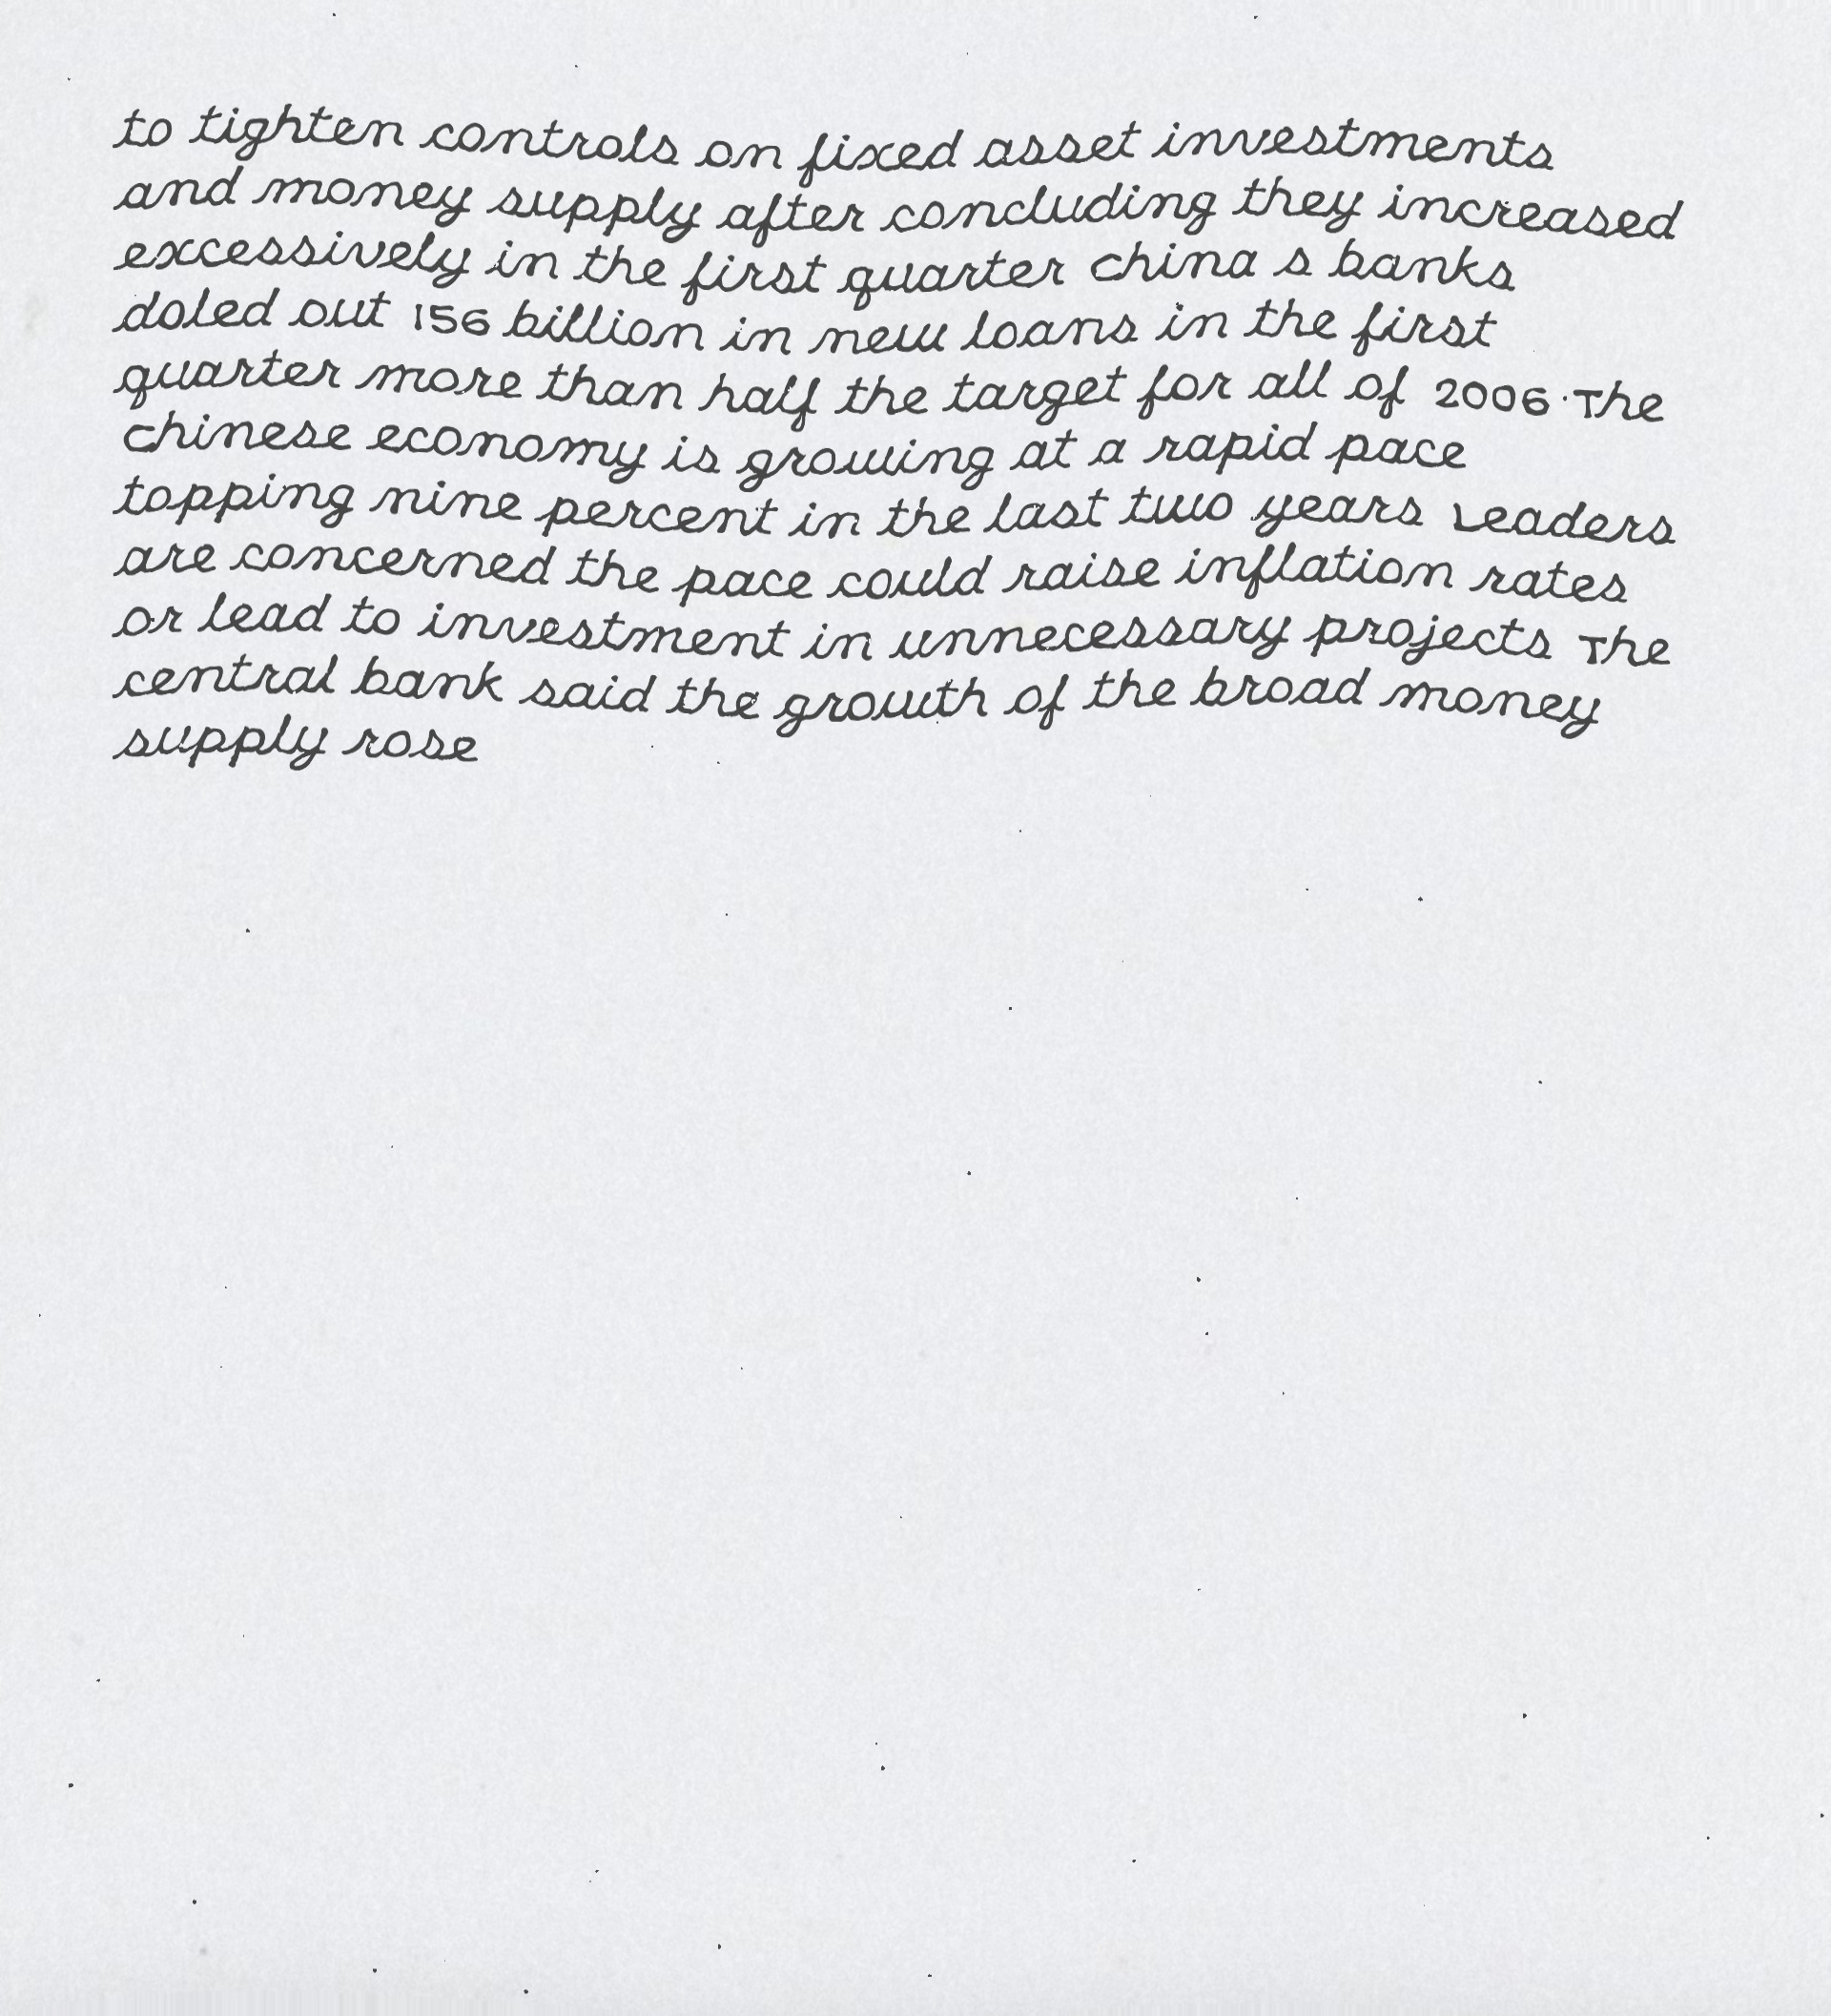 to tighten controls on fixed asset investments
and money supply after concluding they increased
excessively in the first quarter China s banks
doled out 156 billion in new loans in the first
quarter more than half the target for all of 2006 The
Chinese economy is growing at a rapid pace
topping nine percent in the last two years Leaders
are concerned the pace could raise inflation rates
or lead to investment in unnecessary projects The
central bank said the growth of the broad money
supply rose